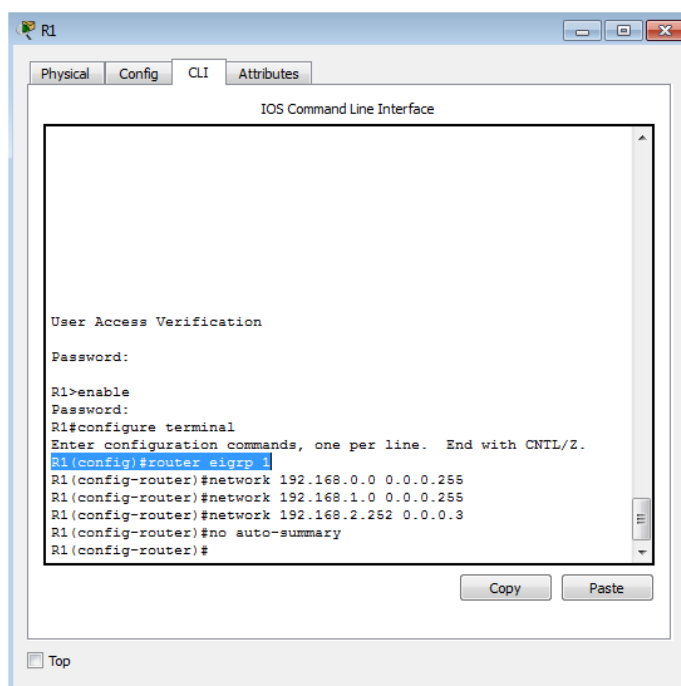 R1
Physical Config CLI Attributes
IOS Command Line Interface
User Access Verification
Password:
R1>enable
Password:
R1#configure terminal
Enter configuration commands, one per line.  End with CNTL/Z.
R1(config)#router eigrp 1
R1(config-router)#network 192.168.0.0 0.0.0.255
R1(config-router)#network 192.168.1.0 0.0.0.255
R1(config-router)#network 192.168.2.252 0.0.0.3
R1(config-router)#no auto-summary
R1(config-router)#
Copy Paste
Top